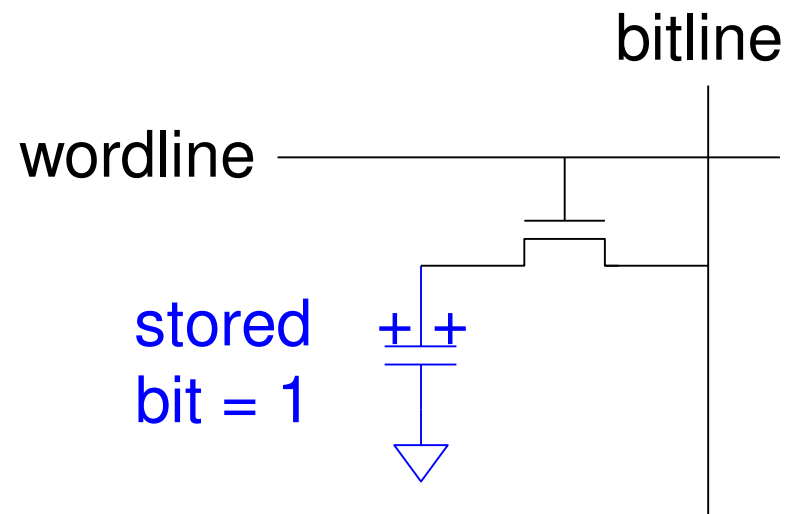 bitline
wordline
stored
+ +
bit = 1